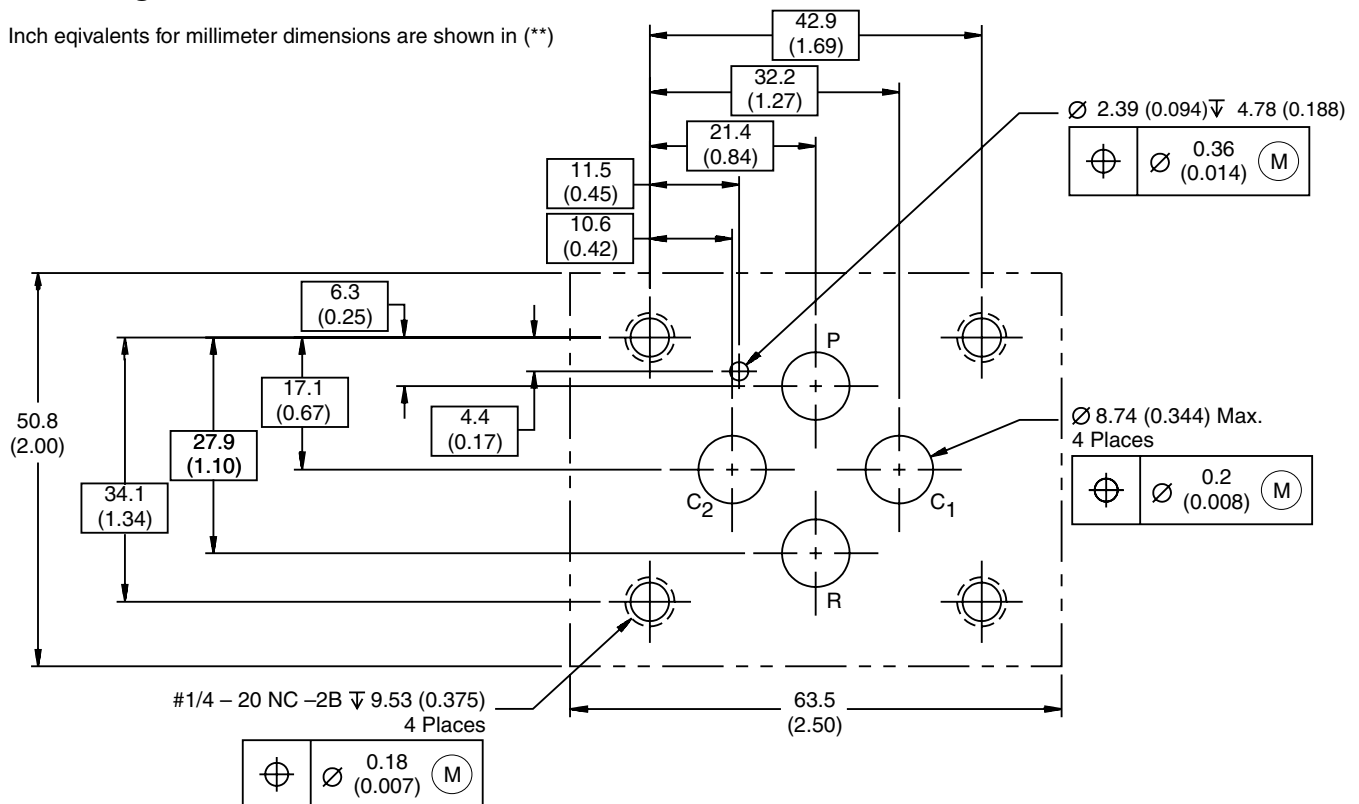 Inch eqivalents for millimeter dimensions are shown in (**)
42.9
(1.69)
32.2
(1.27)
21.4
(0.84)
11.5
(0.45)
10.6
(0.42)
⌀ 2.39 (0.094)↧ 4.78 (0.188)
⌖ ⌀ 0.36 (0.014) Ⓜ
6.3
(0.25)
17.1
(0.67)
4.4
(0.17)
50.8
(2.00)
27.9
(1.10)
34.1
(1.34)
P
C2
C1
R
⌀ 8.74 (0.344) Max.
4 Places
⌖ ⌀ 0.2 (0.008) Ⓜ
#1/4 – 20 NC –2B ↧ 9.53 (0.375)
4 Places
⌖ ⌀ 0.18 (0.007) Ⓜ
63.5
(2.50)